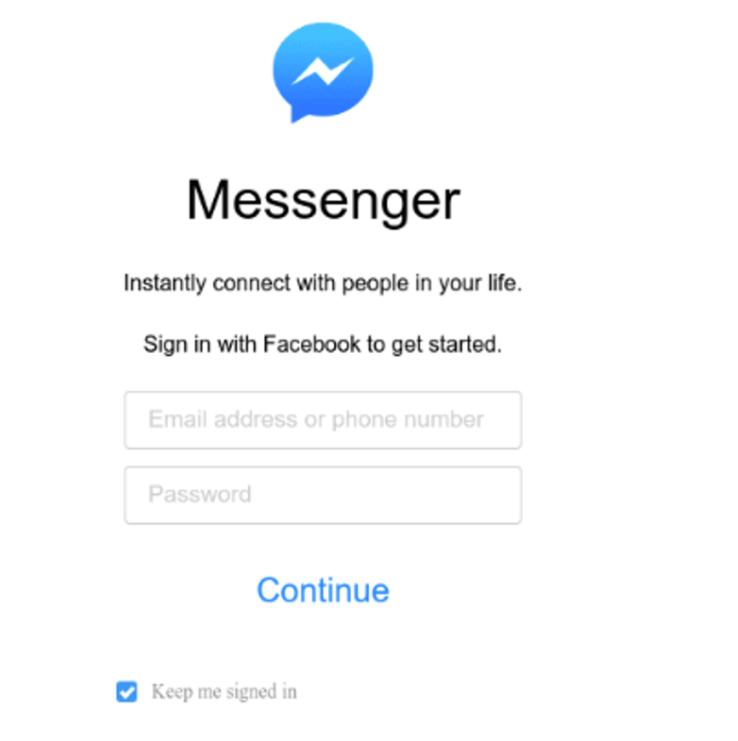 Messenger
Instantly connect with people in your life.
Sign in with Facebook to get started.
Email address or phone number
Password
Continue
Keep me signed in